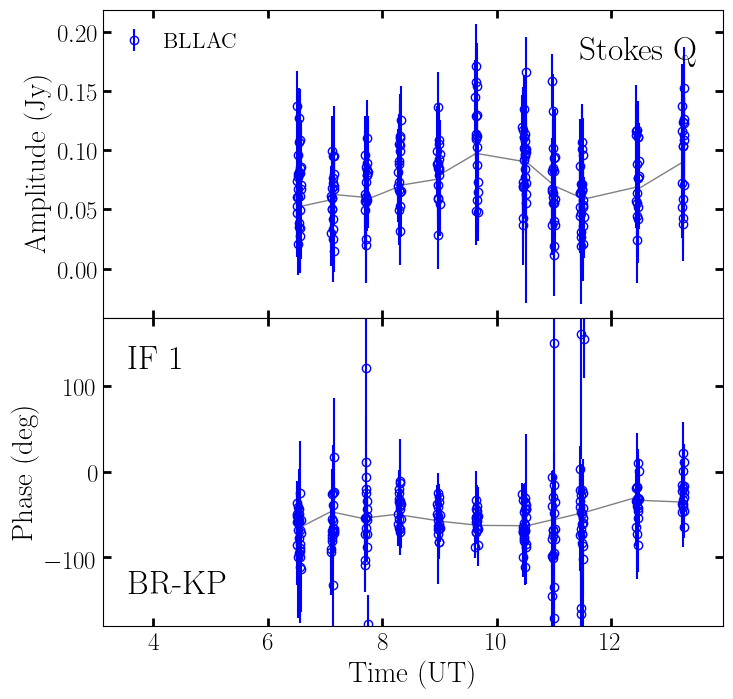 BLLAC
Stokes Q
0.20
0.15
0.10
0.05
0.00
Amplitude (Jy)
IF 1
100
0
−100
Phase (deg)
BR-KP
4 6 8 10 12
Time (UT)